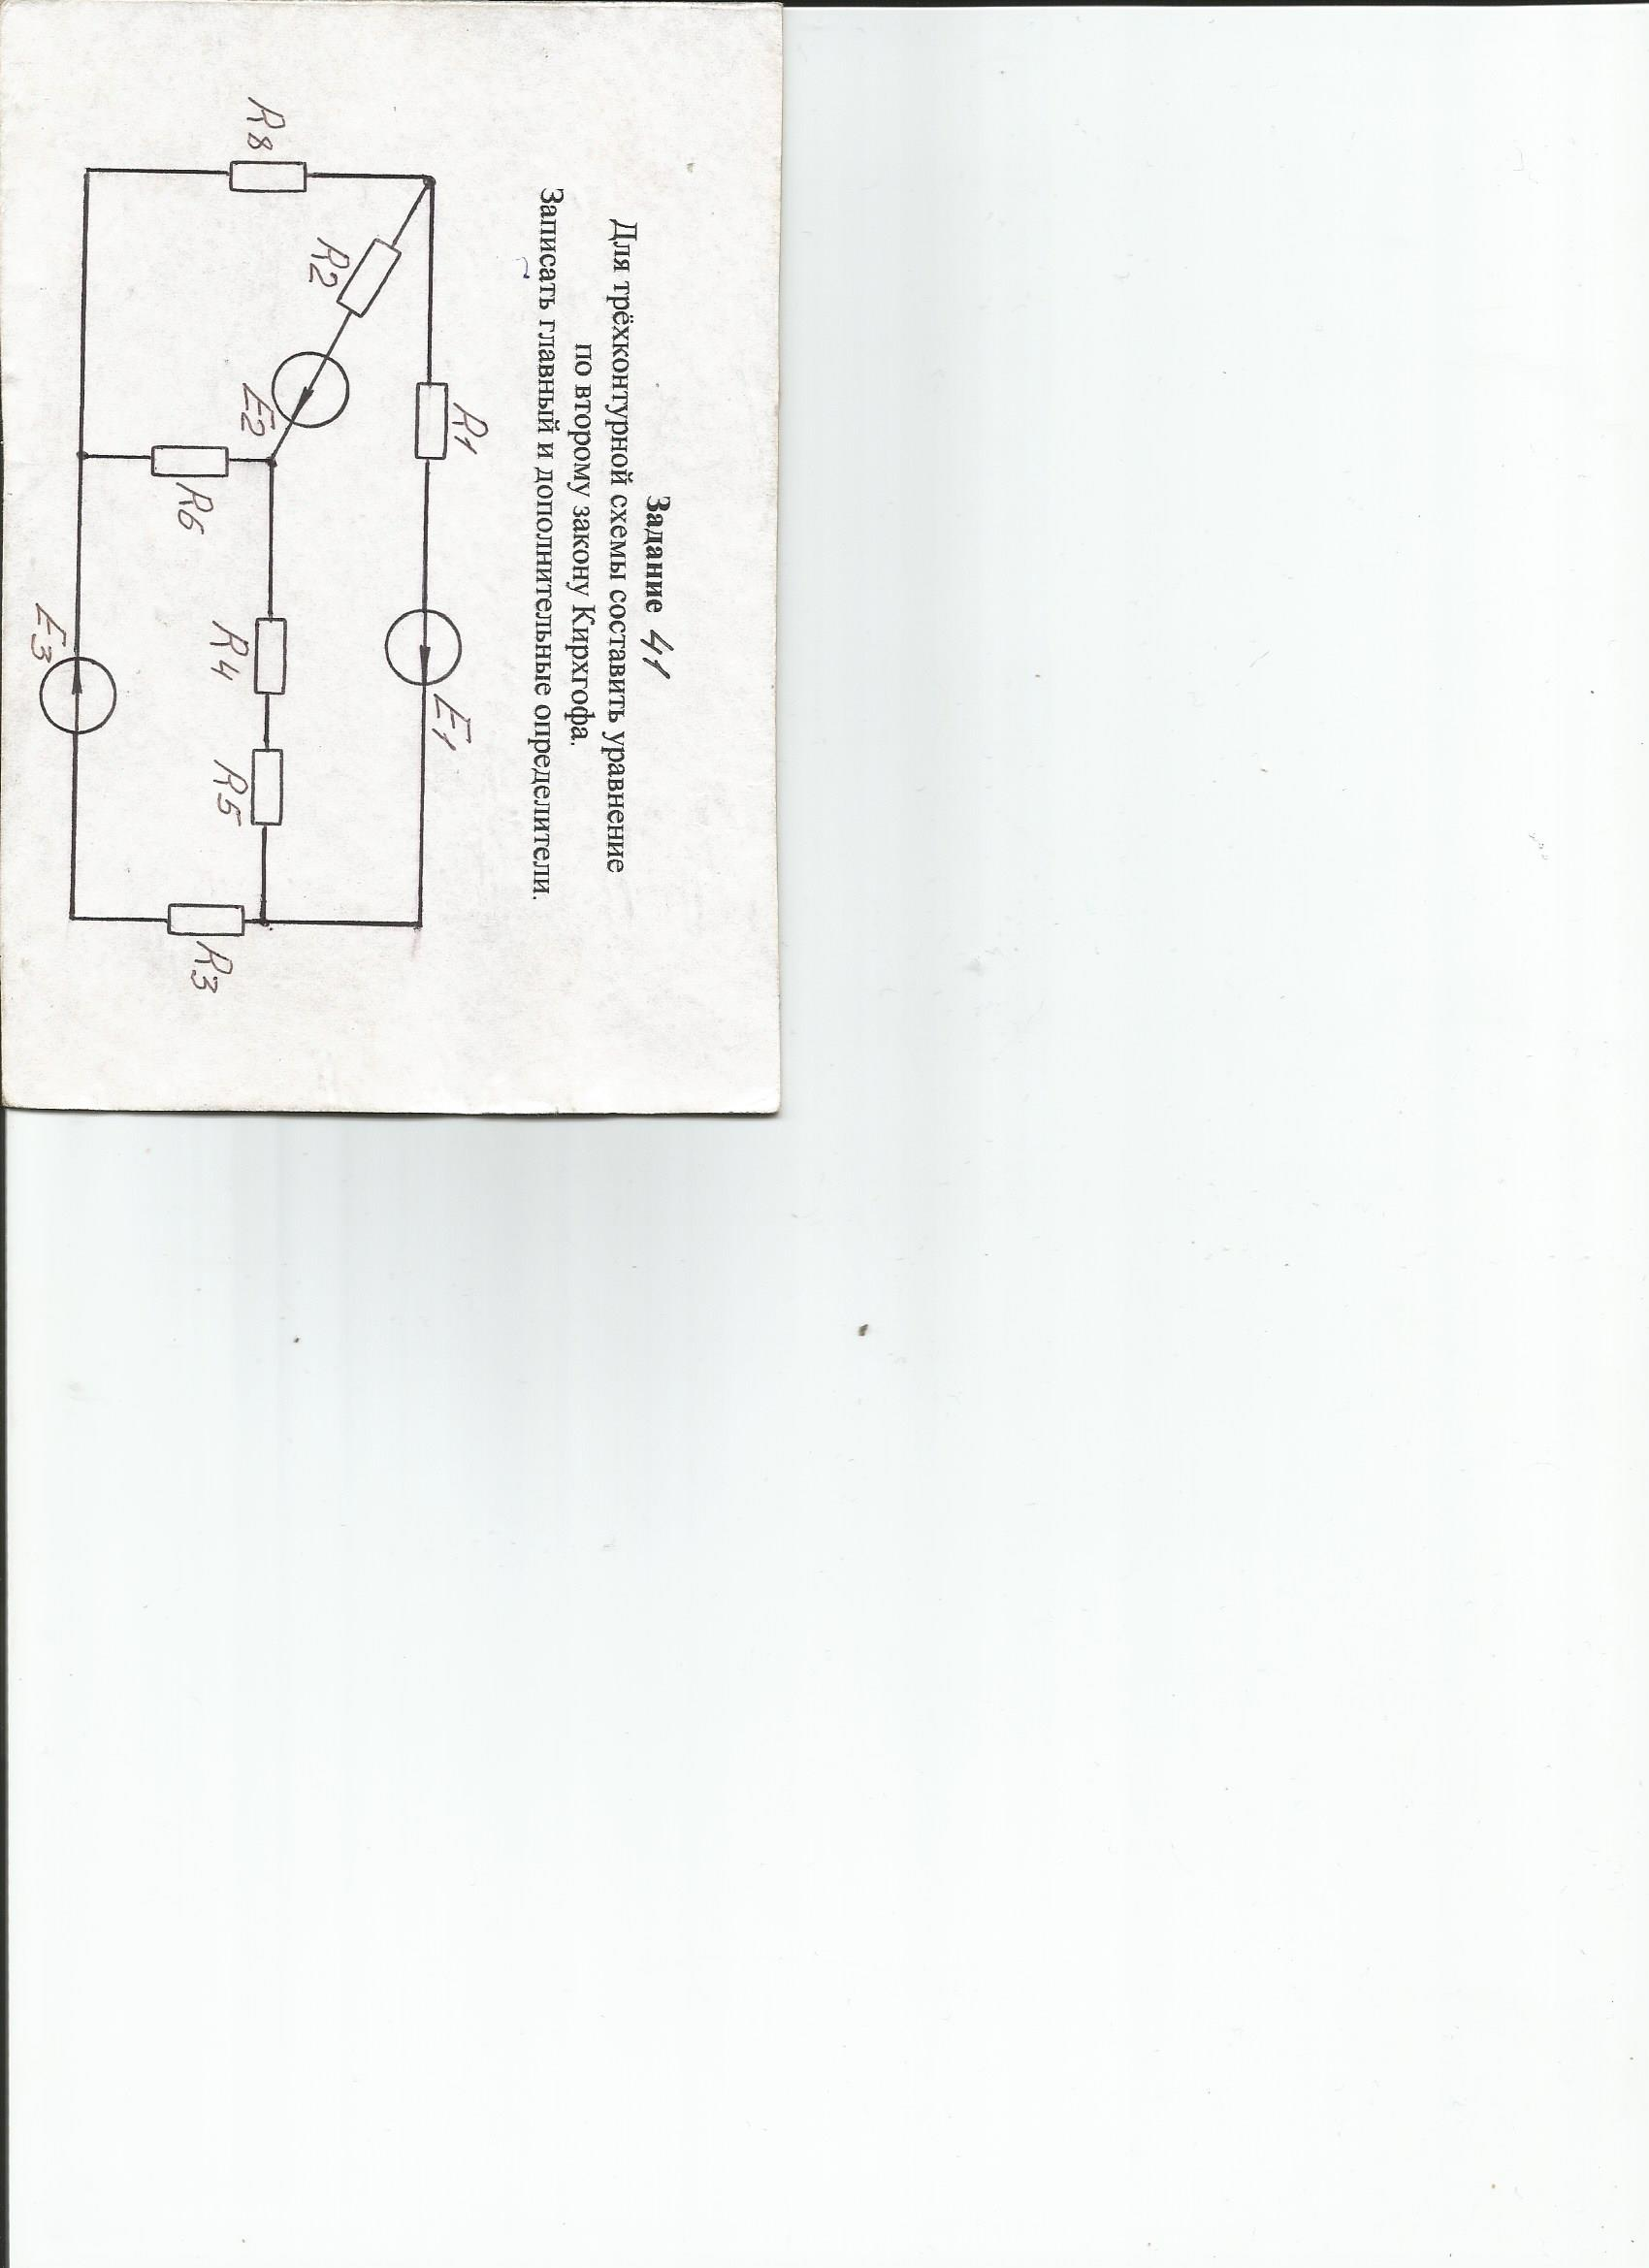 Задание 41
Для трёхконтурной схемы составить уравнение
по второму закону Кирхгофа.
Записать главный и дополнительные определители.
R1
E1
R2
E2
R8
R4
R5
R6
R3
E3